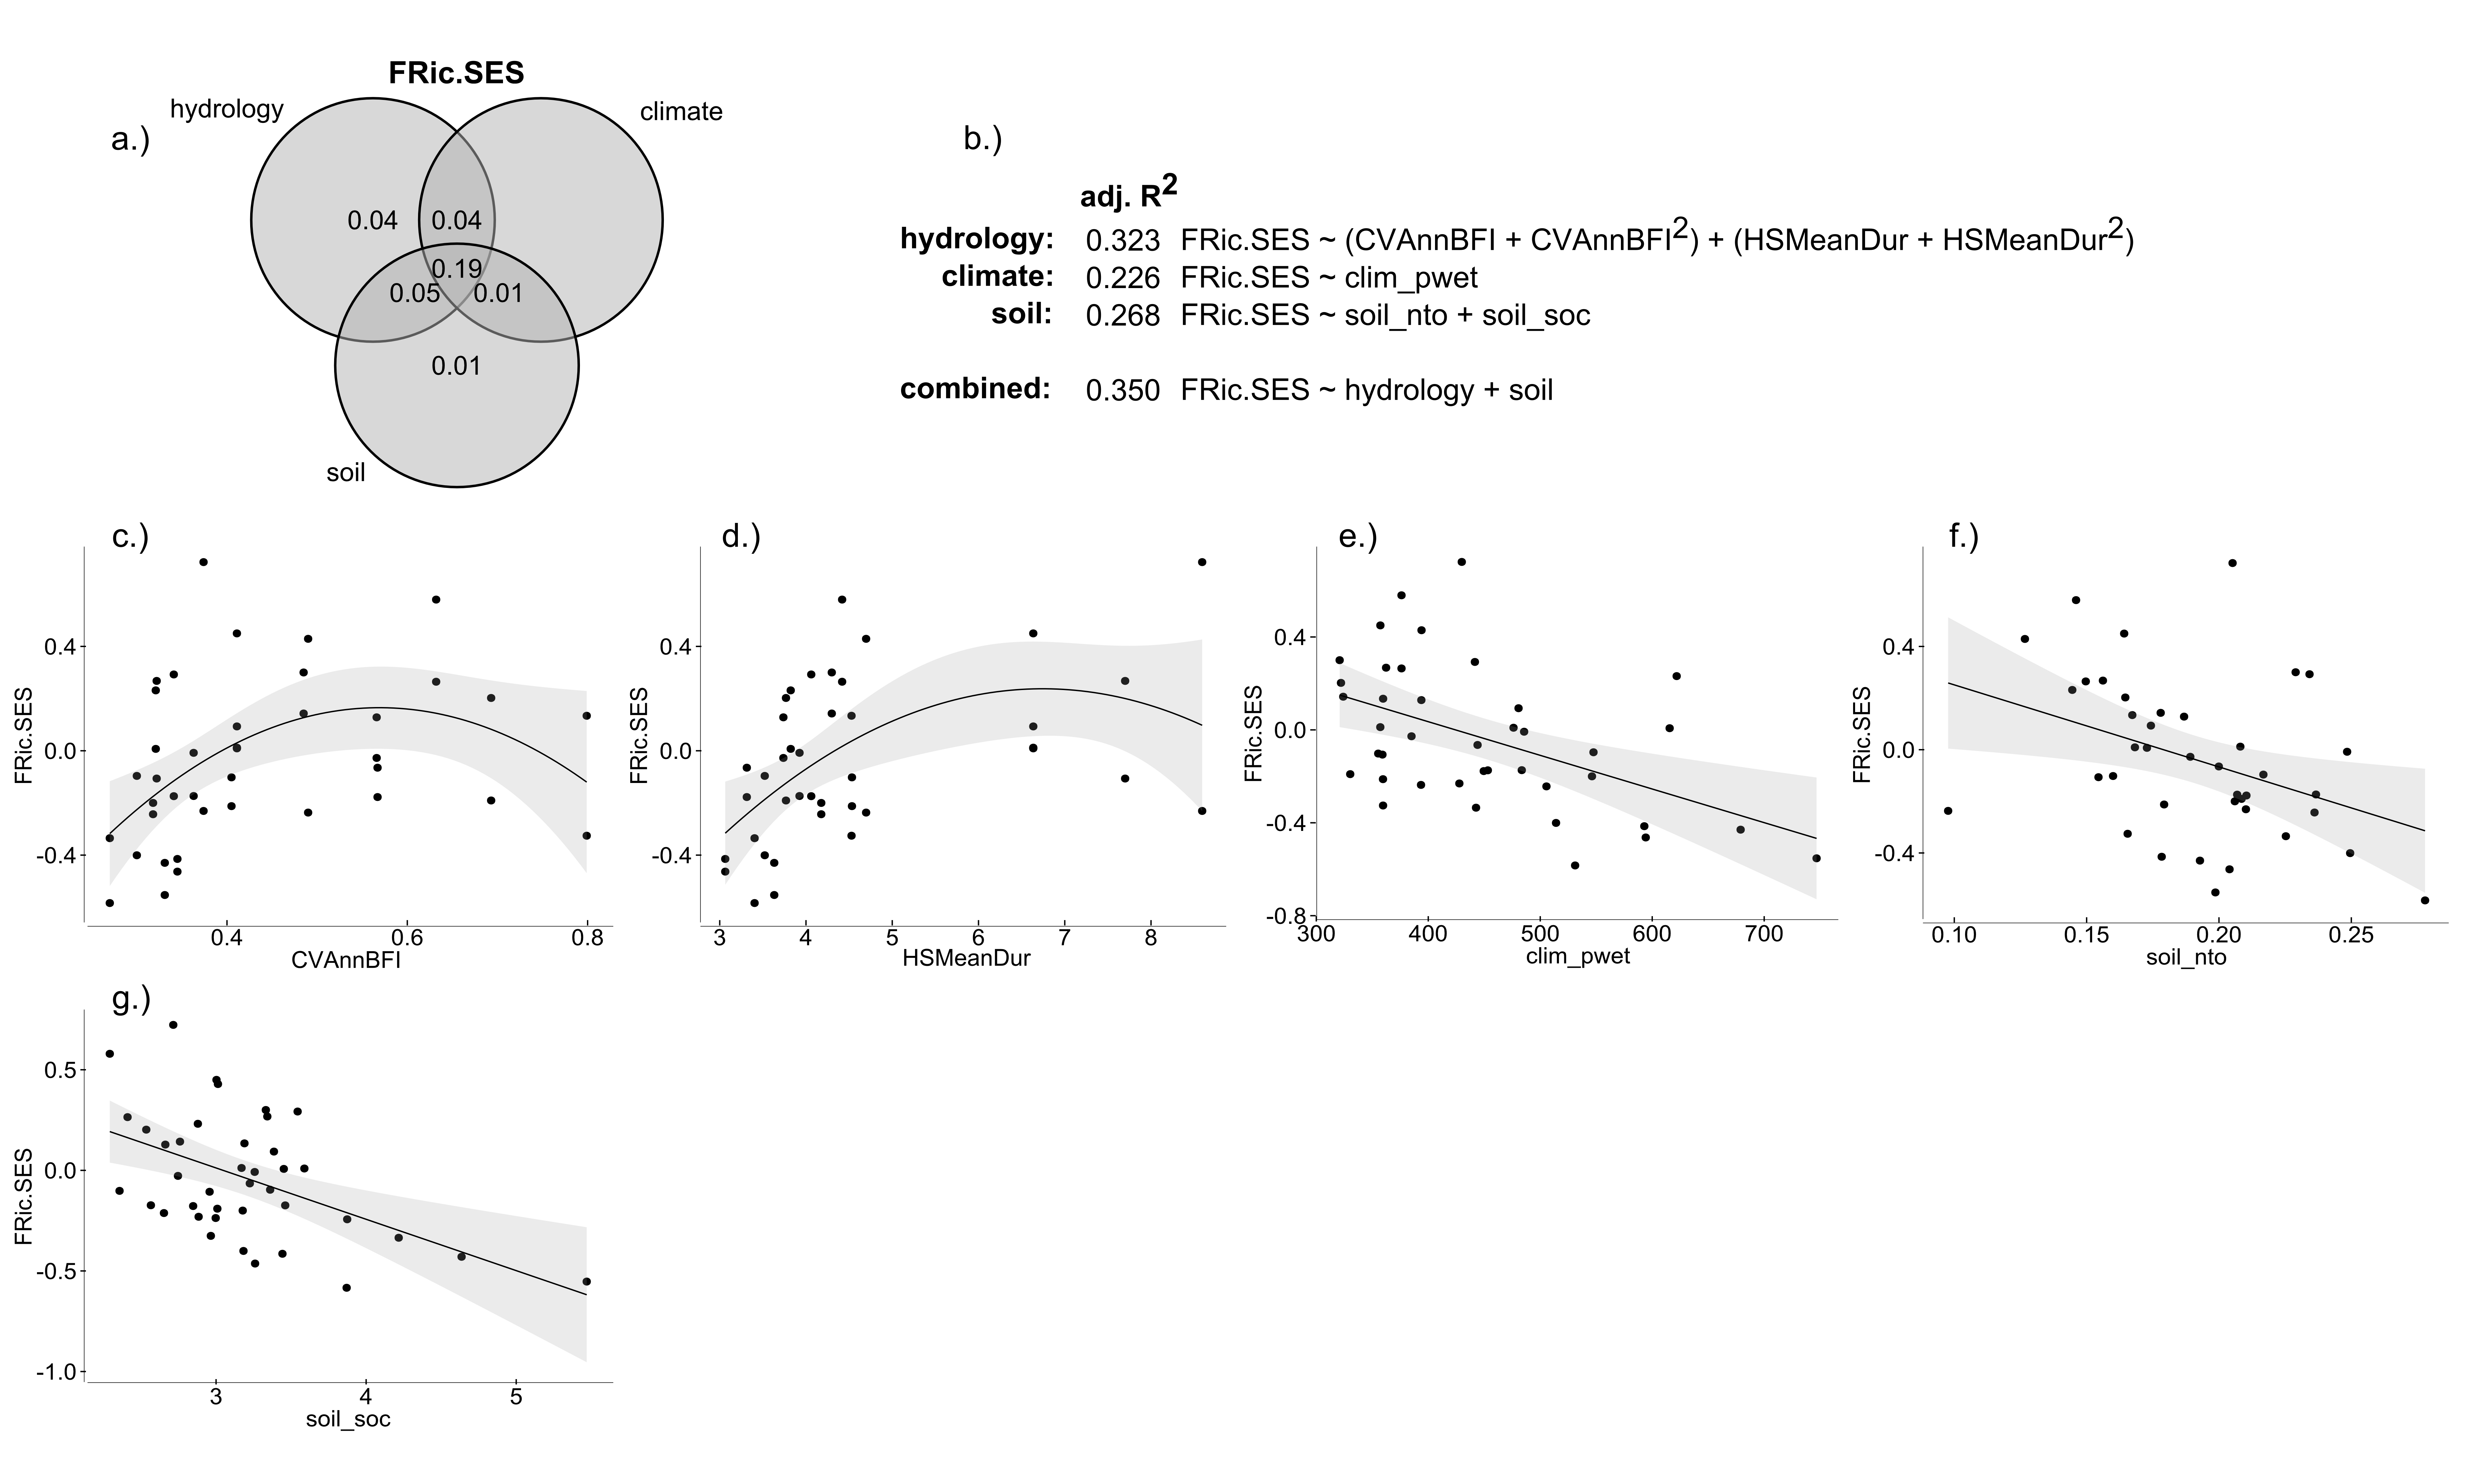 FRic.SES
hydrology
climate
a.)
0.04
0.04
0.19
0.05
0.01
0.01
soil
b.)
adj. R²
hydrology: 0.323 FRic.SES ~ (CVAnnBFI + CVAnnBFI²) + (HSMeanDur + HSMeanDur²)
climate: 0.226 FRic.SES ~ clim_pwet
soil: 0.268 FRic.SES ~ soil_nto + soil_soc
combined: 0.350 FRic.SES ~ hydrology + soil
c.)
FRic.SES
0.4
0.0
-0.4
0.4 0.6 0.8
CVAnnBFI
d.)
FRic.SES
0.4
0.0
-0.4
3 4 5 6 7 8
HSMeanDur
e.)
FRic.SES
0.4
0.0
-0.4
-0.8
300 400 500 600 700
clim_pwet
f.)
FRic.SES
0.4
0.0
-0.4
0.10 0.15 0.20 0.25
soil_nto
g.)
FRic.SES
0.5
0.0
-0.5
-1.0
3 4 5
soil_soc